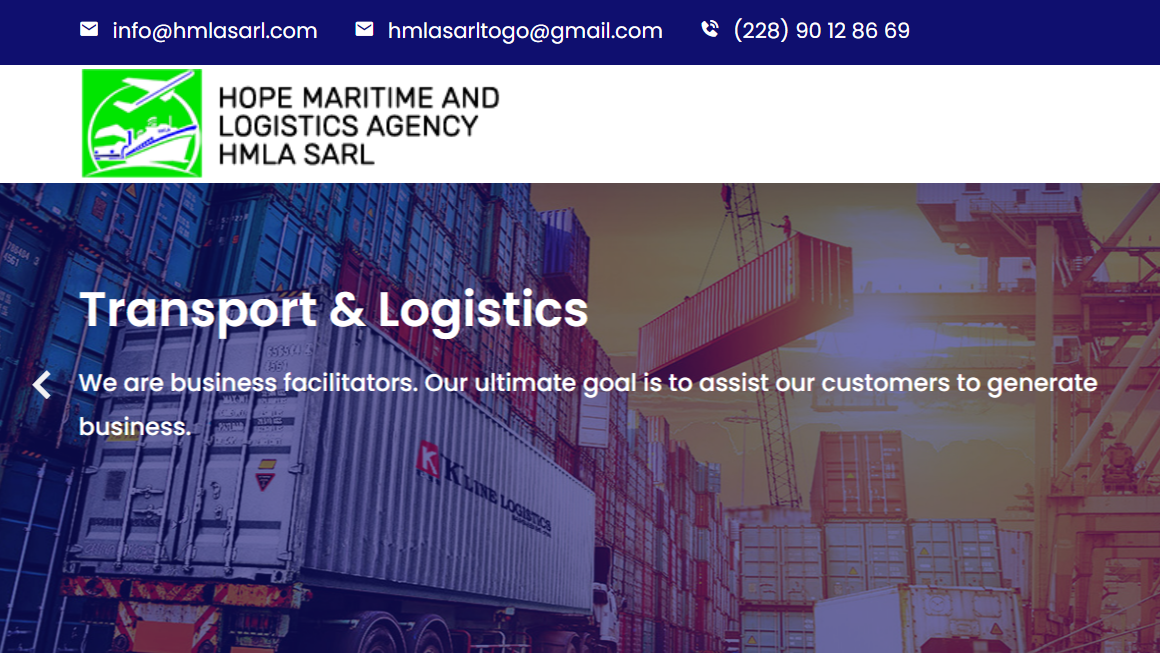 info@hmlasarl.com hmlasarltogo@gmail.com (228) 90 12 86 69
HOPE MARITIME AND
LOGISTICS AGENCY
HMLA SARL
Transport & Logistics
We are business facilitators. Our ultimate goal is to assist our customers to generate
business.
K K LINE LOGISTICS